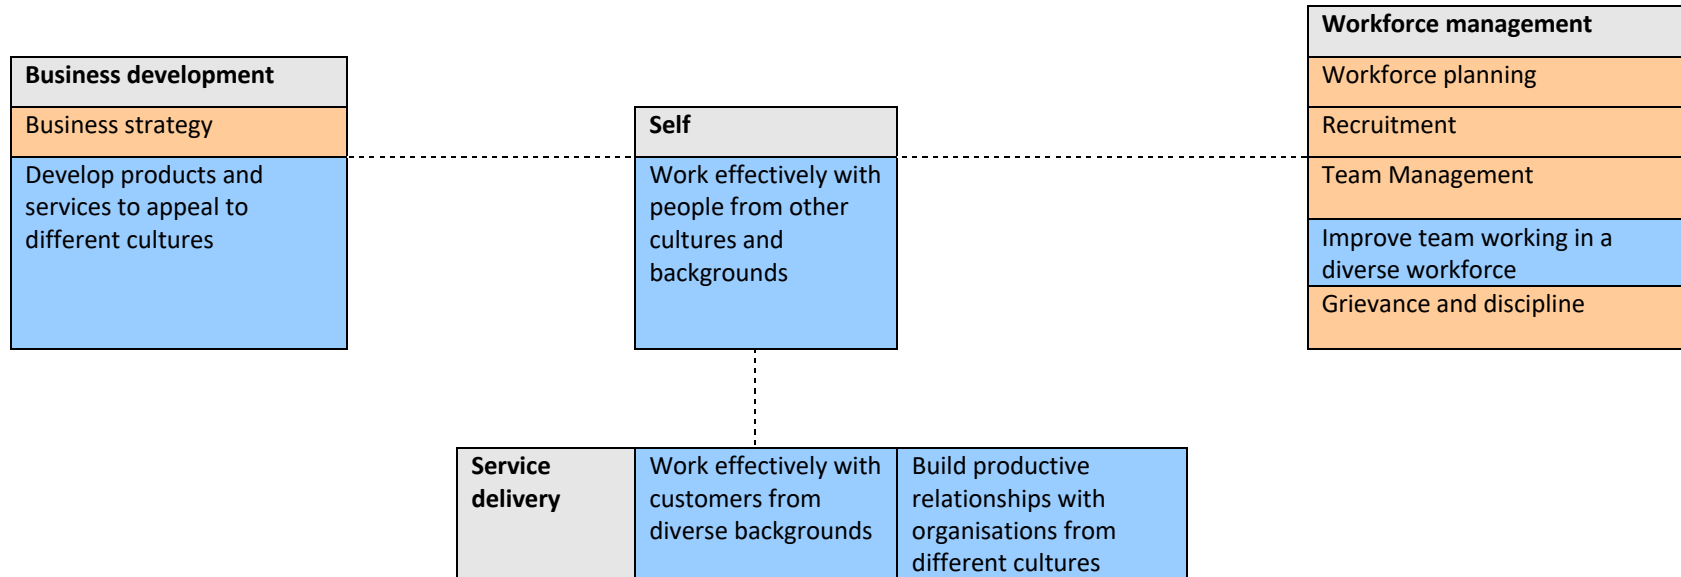 Business development
Business strategy
Develop products and
services to appeal to
different cultures
Self
Work effectively with
people from other
cultures and
backgrounds
Workforce management
Workforce planning
Recruitment
Team Management
Improve team working in a
diverse workforce
Grievance and discipline
Service
delivery
Work effectively with
customers from
diverse backgrounds
Build productive
relationships with
organisations from
different cultures